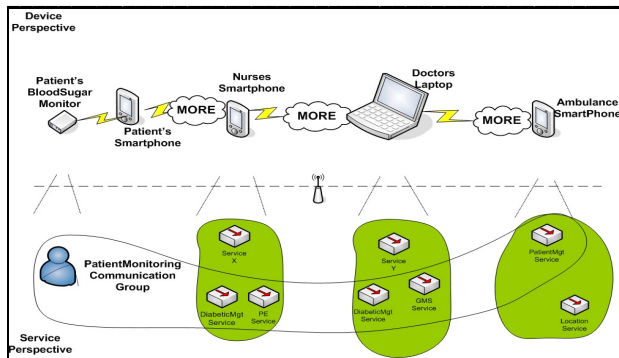 Device
Perspective
Patient's
BloodSugar
Monitor
Patient's
Smartphone
MORE
Nurses
Smartphone
MORE
Doctors
Laptop
MORE
Ambulance
SmartPhone
PatientMonitoring
Communication
Group
Service
X
DiabeticMgt
Service
PE
Service
Service
Y
DiabeticMgt
Service
GMS
Service
PatientMgt
Service
Location
Service
Service
Perspective